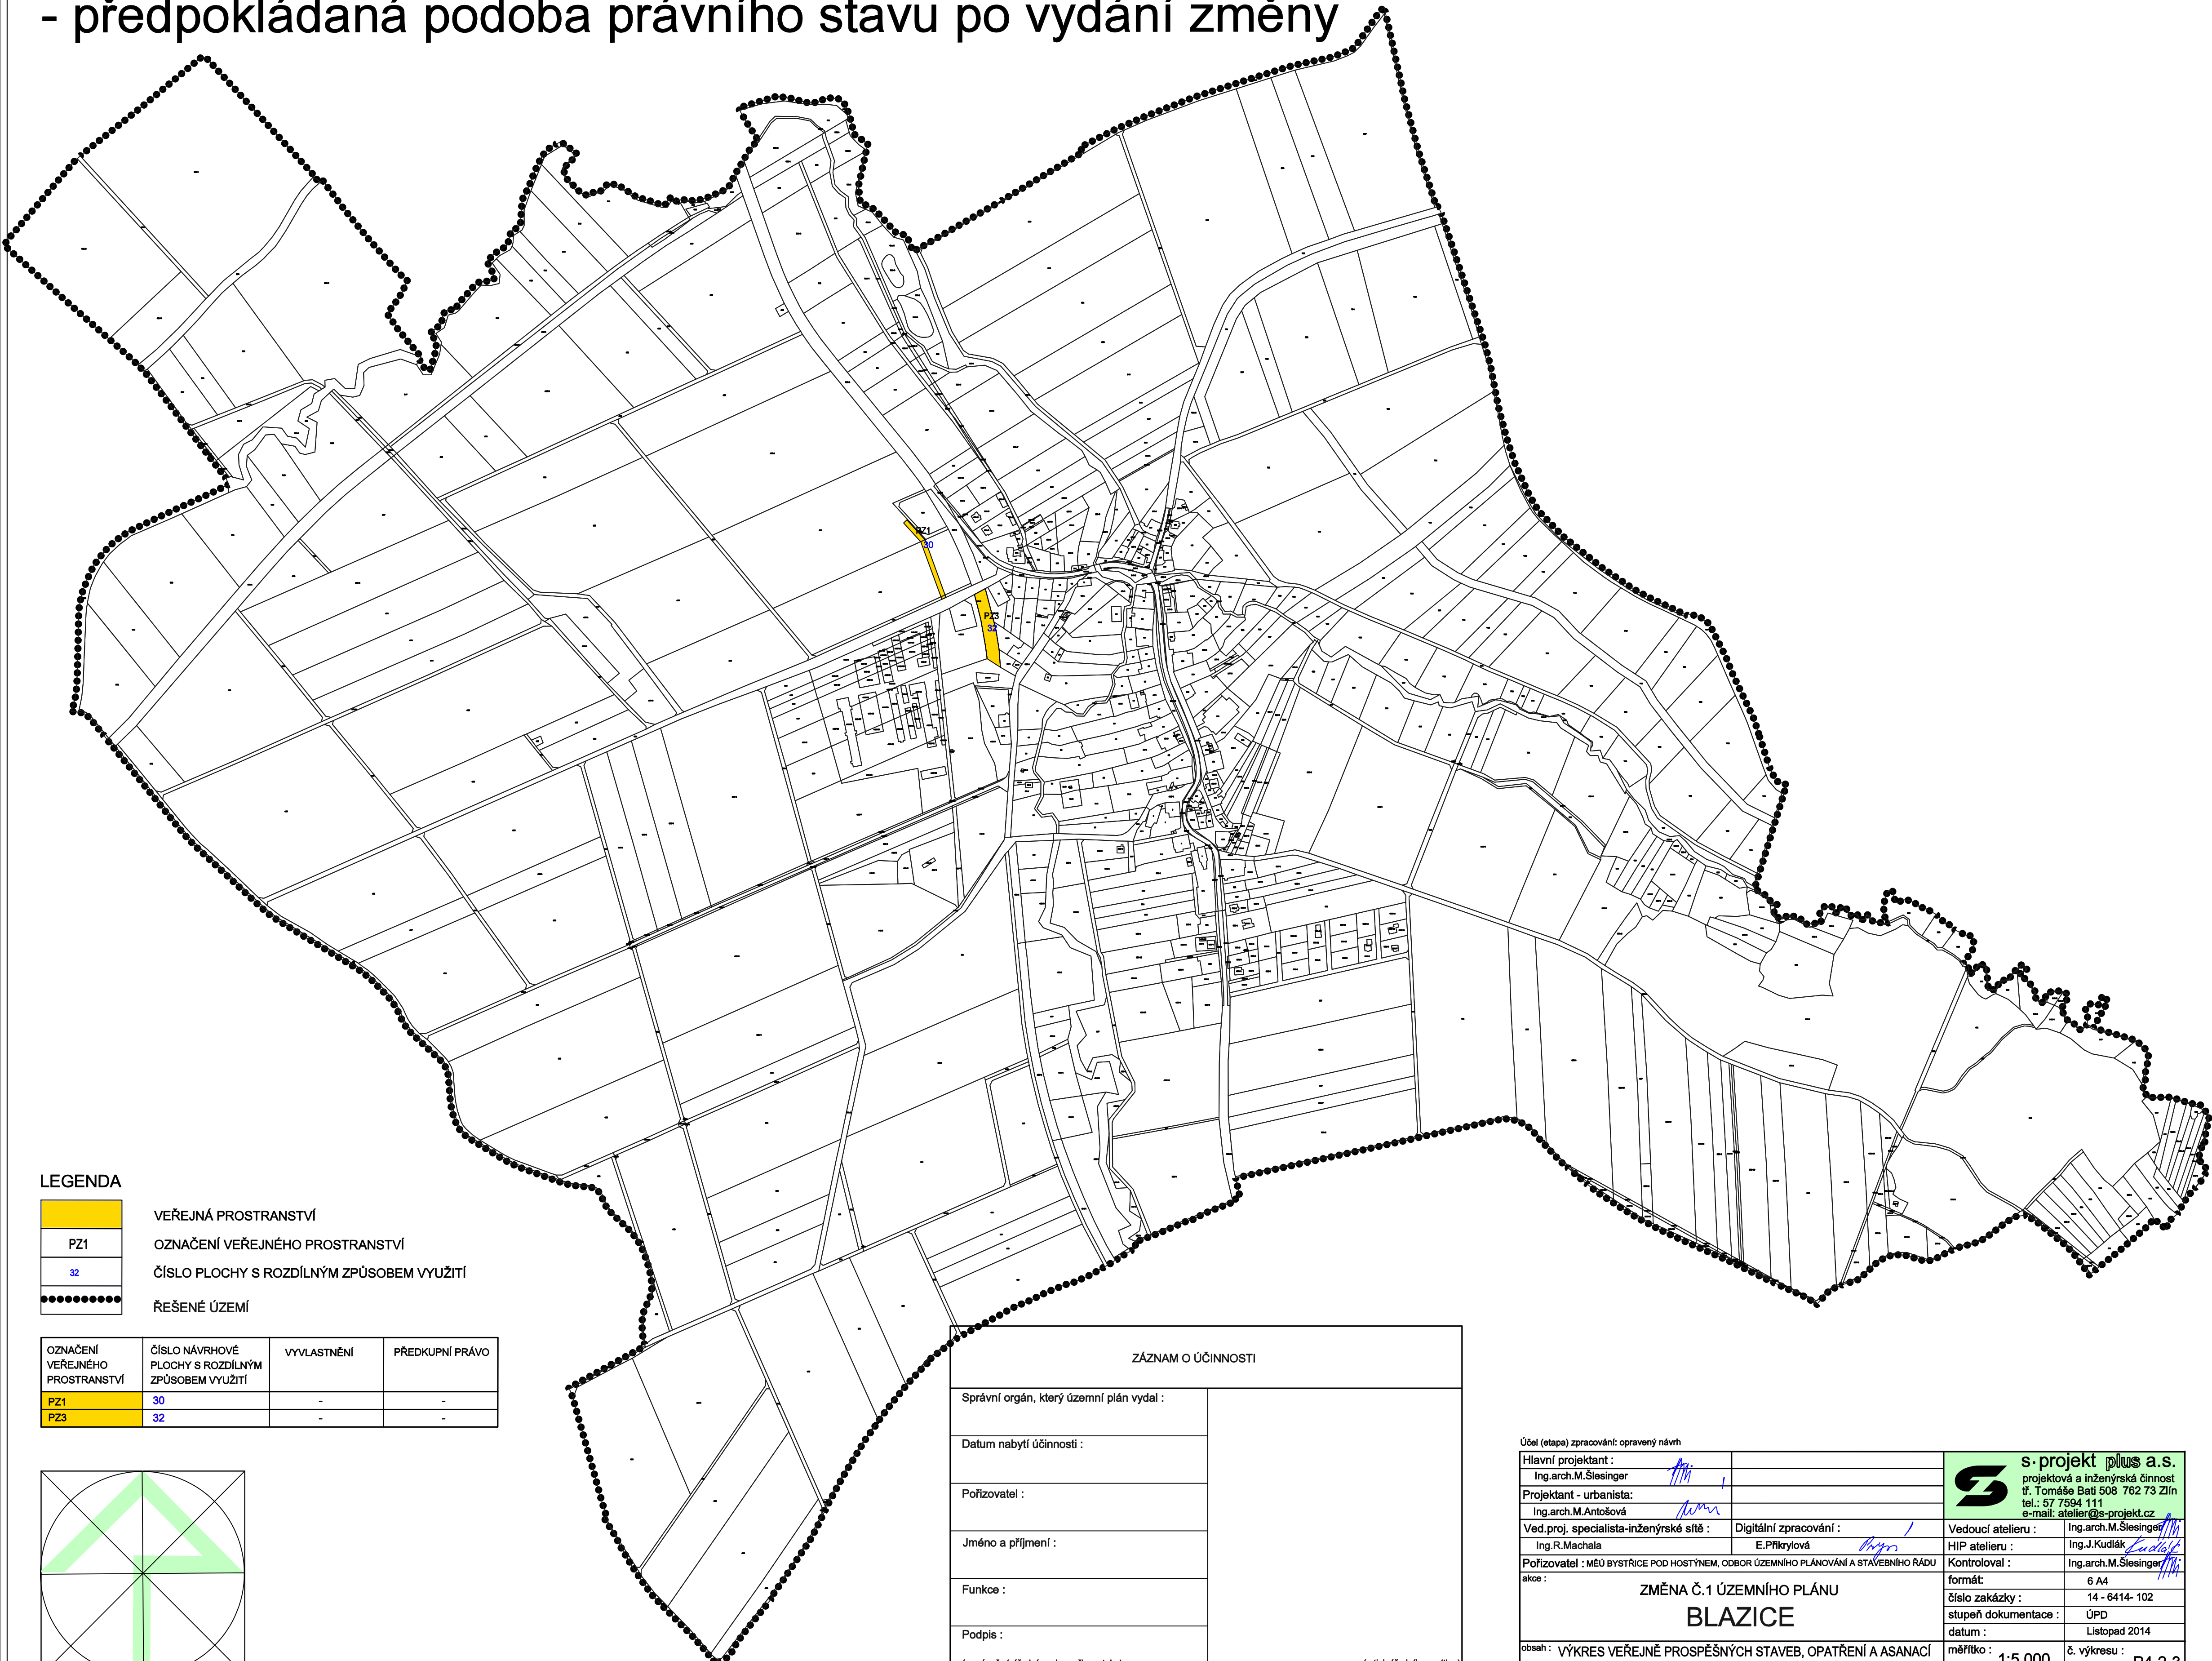 - předpokládaná podoba právního stavu po vydání změny
PZ1
30
PZ3
32
LEGENDA
VEŘEJNÁ PROSTRANSTVÍ
PZ1 OZNAČENÍ VEŘEJNÉHO PROSTRANSTVÍ
32 ČÍSLO PLOCHY S ROZDÍLNÝM ZPŮSOBEM VYUŽITÍ
ŘEŠENÉ ÚZEMÍ
OZNAČENÍ VEŘEJNÉHO PROSTRANSTVÍ
ČÍSLO NÁVRHOVÉ PLOCHY S ROZDÍLNÝM ZPŮSOBEM VYUŽITÍ
VYVLASTNĚNÍ
PŘEDKUPNÍ PRÁVO
PZ1 30 - -
PZ3 32 - -
ZÁZNAM O ÚČINNOSTI
Správní orgán, který územní plán vydal :
Datum nabytí účinnosti :
Pořizovatel :
Jméno a příjmení :
Funkce :
Podpis :
Účel (etapa) zpracování: opravený návrh
Hlavní projektant :
Ing.arch.M.Šlesinger
Projektant - urbanista:
Ing.arch.M.Antošová
Ved.proj. specialista-inženýrské sítě : Digitální zpracování :
Ing.R.Machala E.Přikrylová
Pořizovatel : MĚÚ BYSTŘICE POD HOSTÝNEM, ODBOR ÚZEMNÍHO PLÁNOVÁNÍ A STAVEBNÍHO ŘÁDU
akce :
ZMĚNA Č.1 ÚZEMNÍHO PLÁNU
BLAZICE
obsah : VÝKRES VEŘEJNĚ PROSPĚŠNÝCH STAVEB, OPATŘENÍ A ASANACÍ
s·projekt plus a.s.
projektová a inženýrská činnost
tř. Tomáše Bati 508 762 73 Zlín
tel.: 57 7594 111
e-mail: atelier@s-projekt.cz
Vedoucí atelieru : Ing.arch.M.Šlesinger
HIP atelieru : Ing.J.Kudlák
Kontroloval : Ing.arch.M.Šlesinger
formát: 6 A4
číslo zakázky : 14 - 6414- 102
stupeň dokumentace : ÚPD
datum : Listopad 2014
měřítko : 1:5 000 č. výkresu :